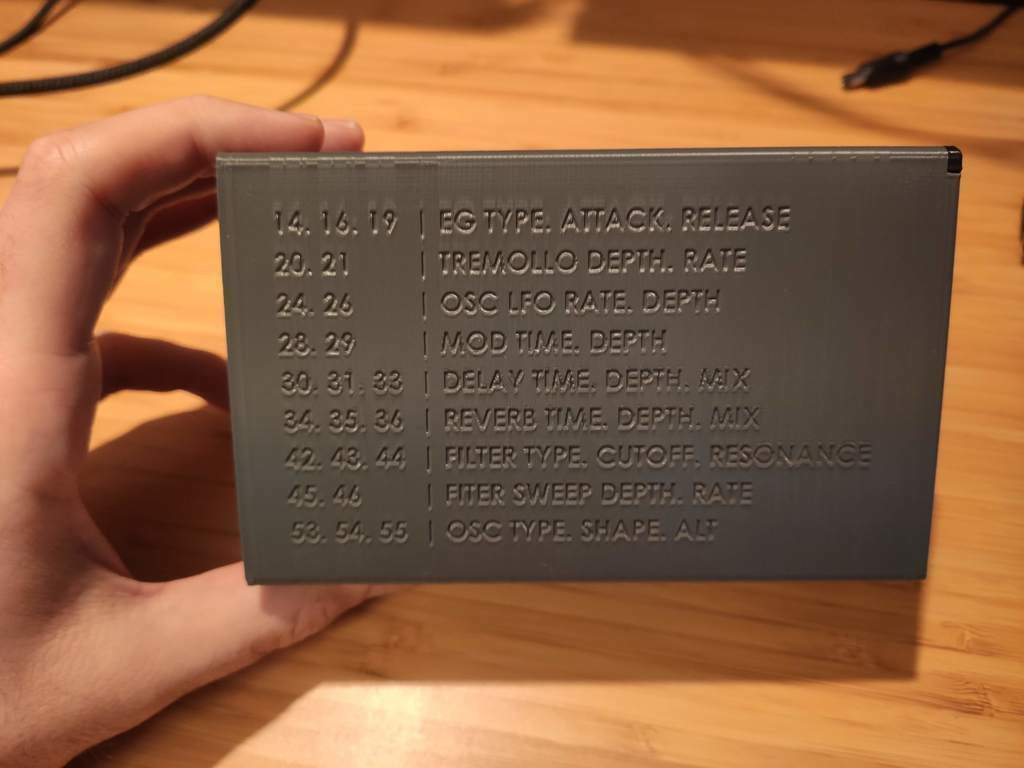 14. 16. 19 | EG TYPE. ATTACK. RELEASE
20. 21 | TREMOLLO DEPTH. RATE
24. 26 | OSC LFO RATE. DEPTH
28. 29 | MOD TIME. DEPTH
30. 31. 33 | DELAY TIME. DEPTH. MIX
34. 35. 36 | REVERB TIME. DEPTH. MIX
42. 43. 44 | FILTER TYPE. CUTOFF. RESONANCE
45. 46 | FITER SWEEP DEPTH. RATE
53. 54. 55 | OSC TYPE. SHAPE. ALT